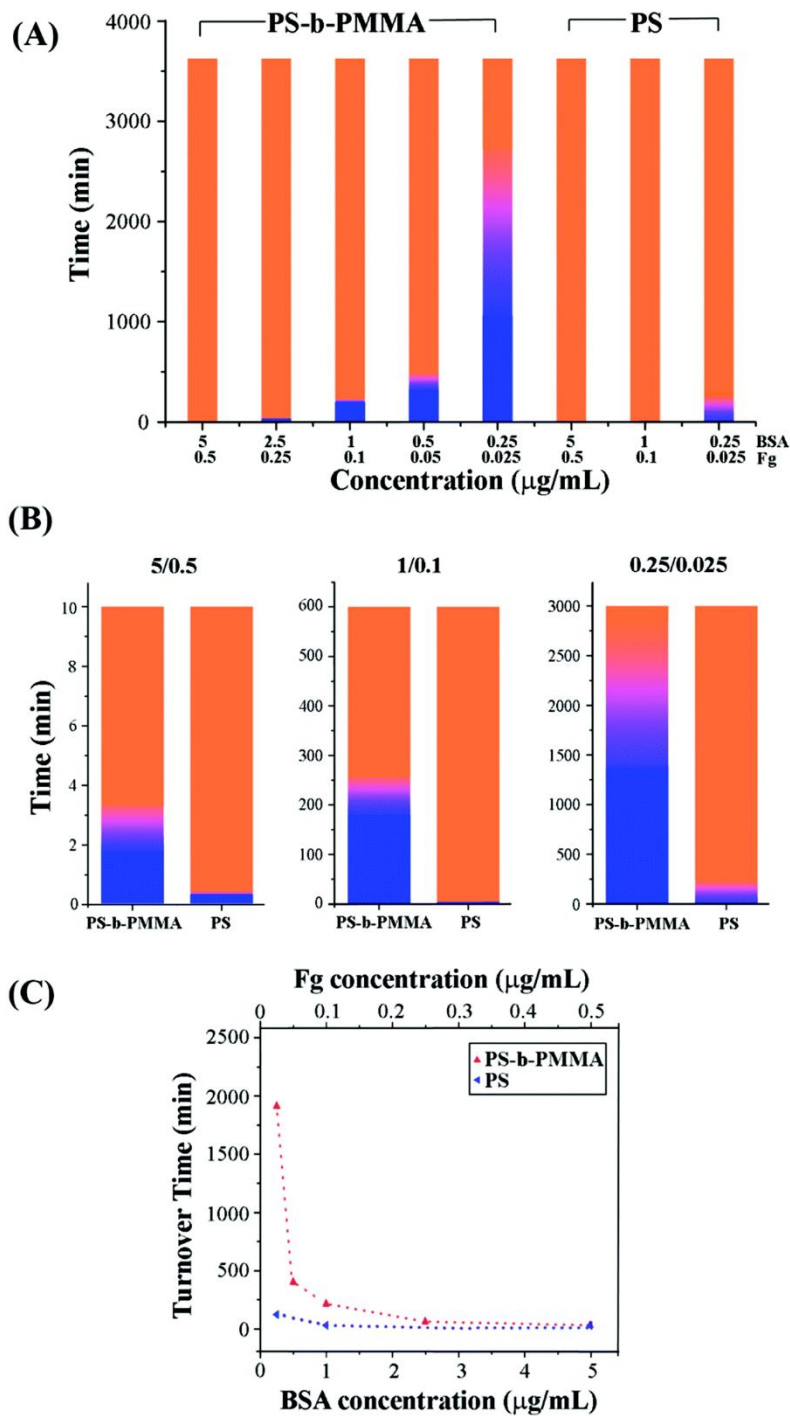 (A)
PS-b-PMMA PS
4000
3000
2000
1000
0
Time (min)
5 2.5 1 0.5 0.25 5 1 0.25 BSA
0.5 0.25 0.1 0.05 0.025 0.5 0.1 0.025 Fg
Concentration (μg/mL)
(B)
5/0.5 1/0.1 0.25/0.025
Time (min)
10
8
6
4
2
0
PS-b-PMMA PS
600
500
400
300
200
100
0
PS-b-PMMA PS
3000
2500
2000
1500
1000
500
0
PS-b-PMMA PS
(C)
Fg concentration (μg/mL)
0 0.1 0.2 0.3 0.4 0.5
PS-b-PMMA
PS
2500
2000
1500
1000
500
0
Turnover Time (min)
0 1 2 3 4 5
BSA concentration (μg/mL)